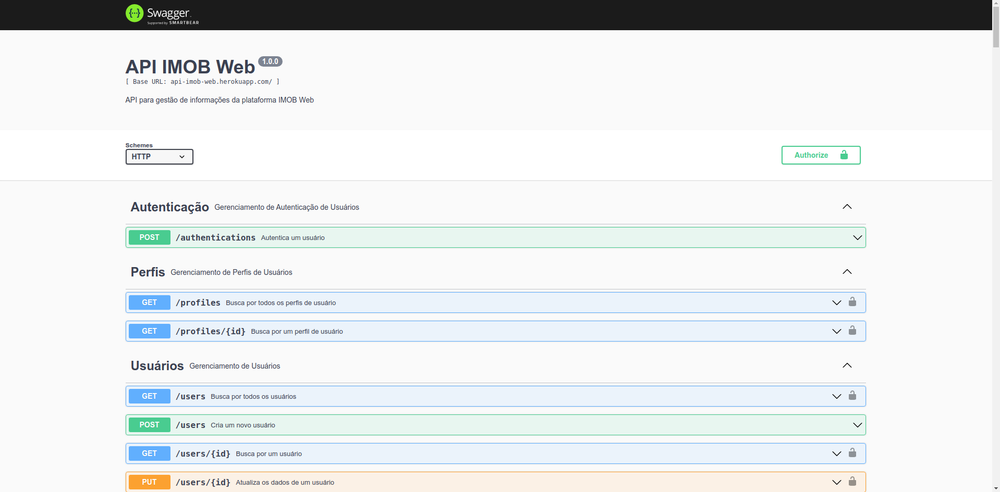 Swagger
Supported by SMARTBEAR
API IMOB Web 1.0.0
[ Base URL: api-imob-web.herokuapp.com/ ]
API para gestão de informações da plataforma IMOB Web
Schemes
HTTP
Authorize
Autenticação Gerenciamento de Autenticação de Usuários
POST /authentications Autentica um usuário
Perfis Gerenciamento de Perfis de Usuários
GET /profiles Busca por todos os perfis de usuário
GET /profiles/{id} Busca por um perfil de usuário
Usuários Gerenciamento de Usuários
GET /users Busca por todos os usuários
POST /users Cria um novo usuário
GET /users/{id} Busca por um usuário
PUT /users/{id} Atualiza os dados de um usuário